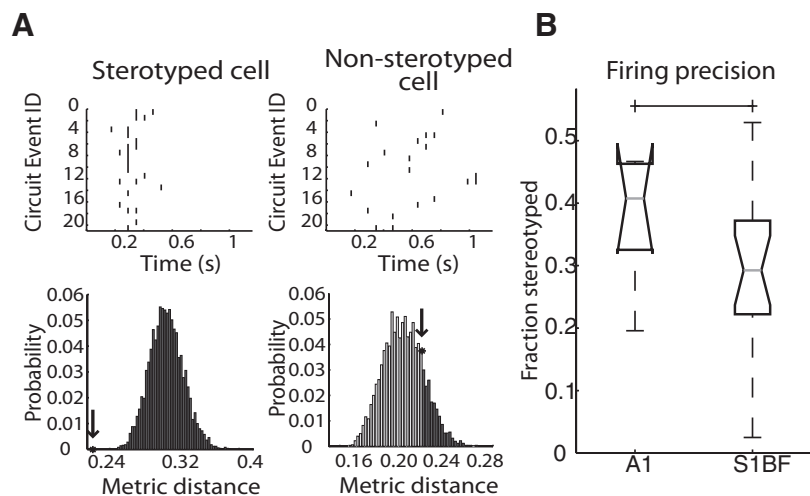 A
B
Sterotyped cell
Non-sterotyped
cell
Firing precision
Circuit Event ID
0
4
8
12
16
20
0.2
0.6
1
Time (s)
Circuit Event ID
0
4
8
12
16
20
0.2
0.6
1
Time (s)
Probability
0.06
0.05
0.04
0.03
0.02
0.01
0
0.24
0.32
0.4
Metric distance
Probability
0.06
0.05
0.04
0.03
0.02
0.01
0
0.16
0.20
0.24
0.28
Metric distance
Fraction stereotyped
0.5
0.4
0.3
0.2
0.1
0
A1
S1BF